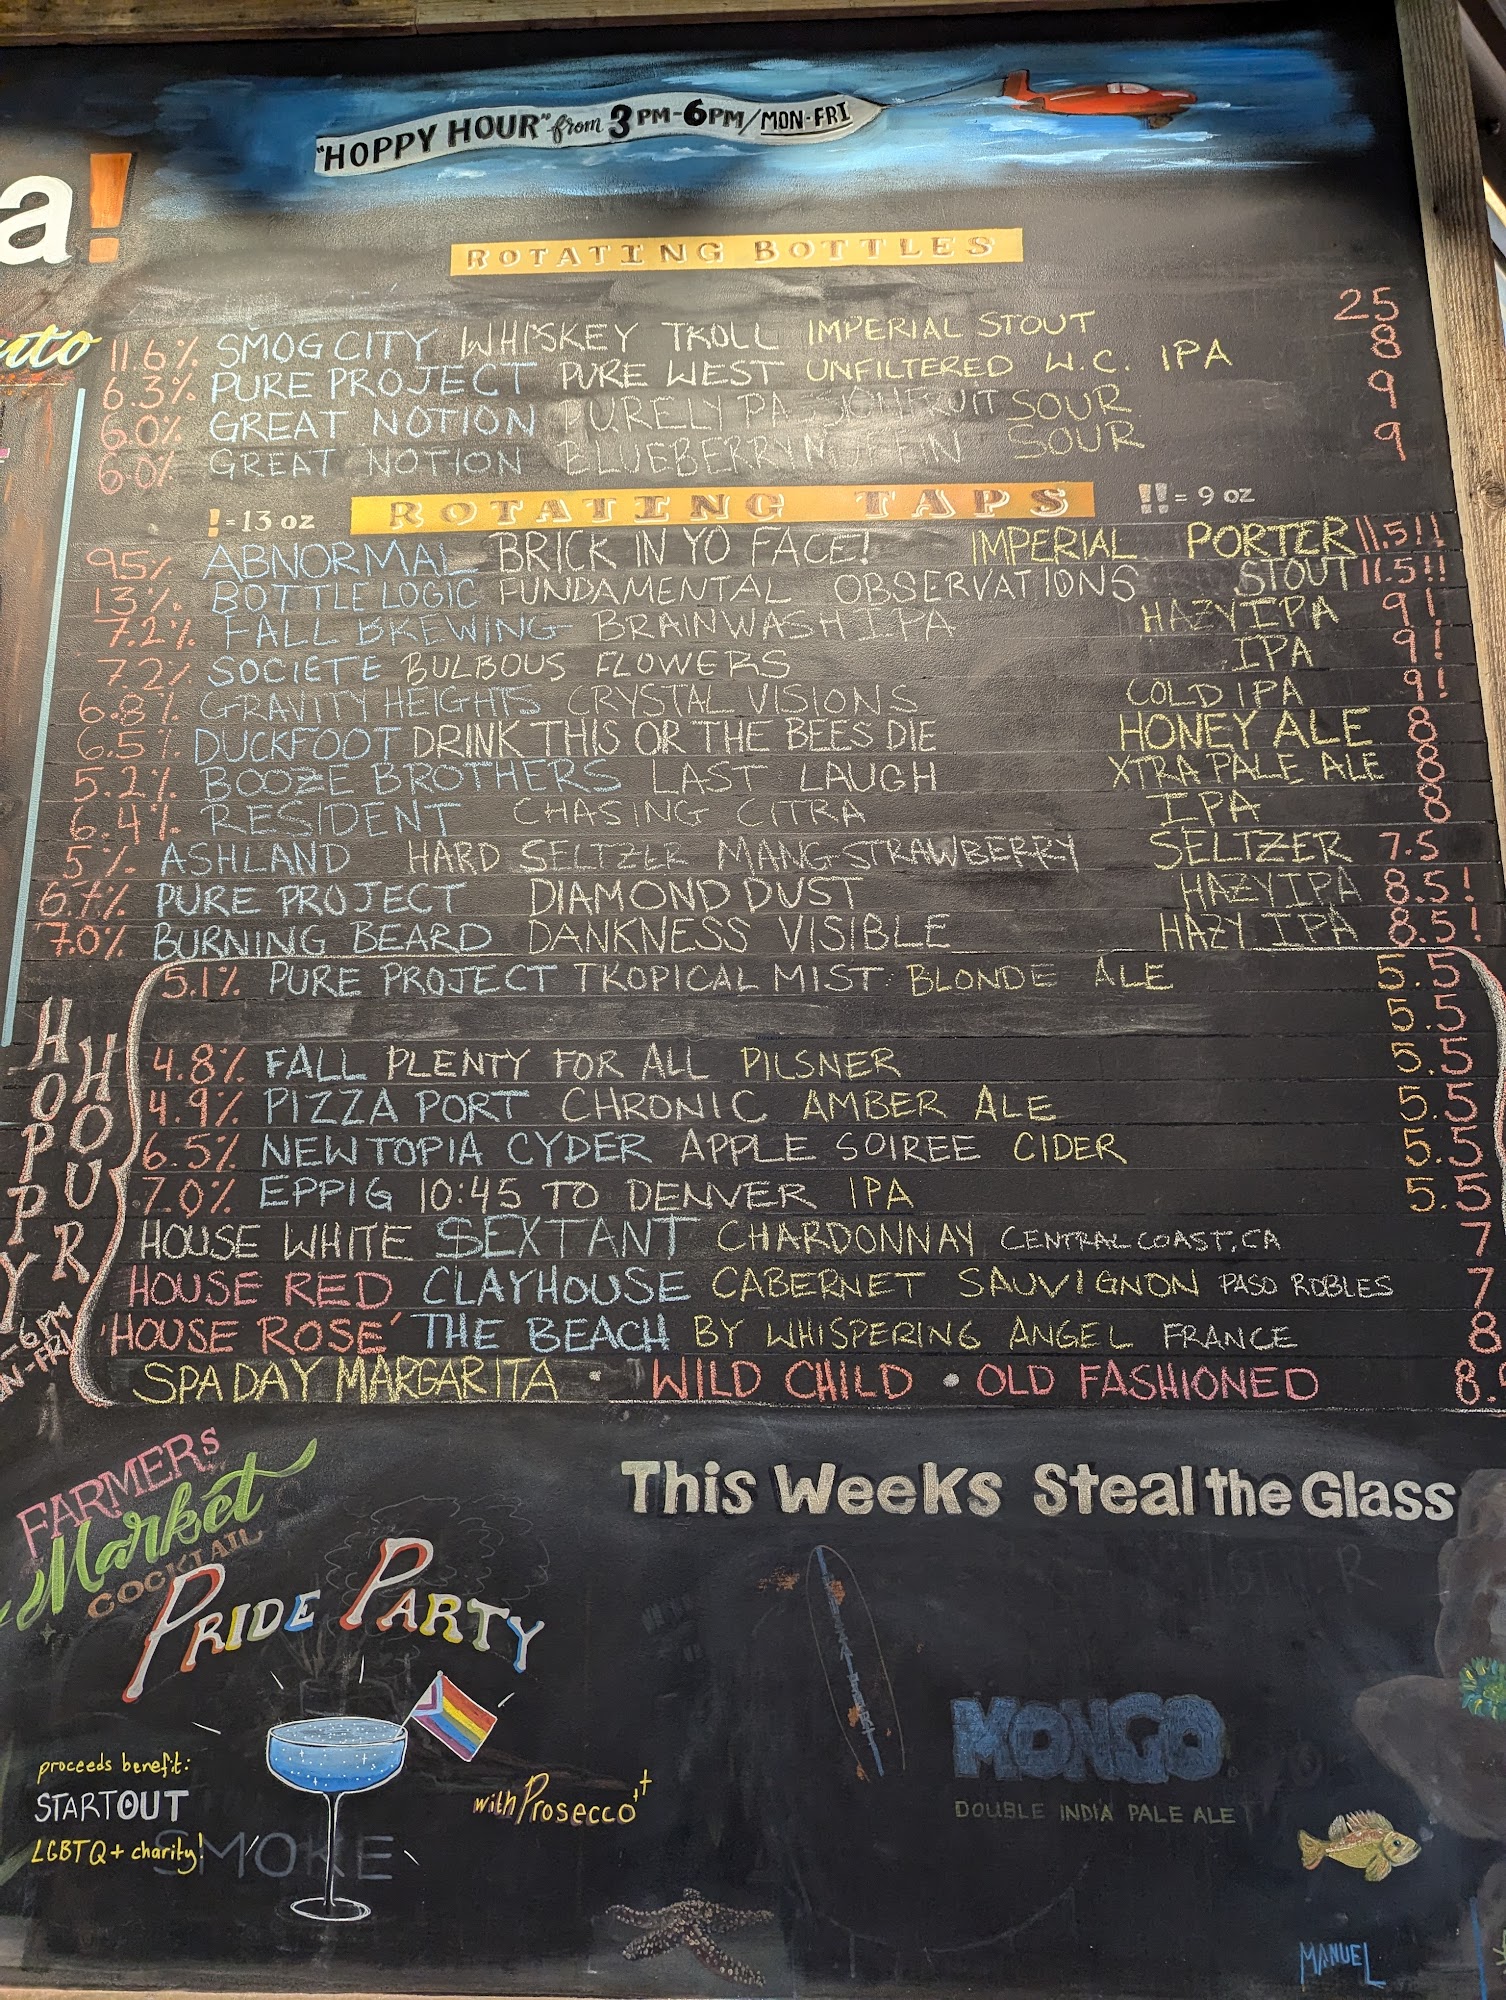 "HOPPY HOUR" from 3PM-6PM/MON-FRI
a!
ROTATING BOTTLES
11.6% SMOG CITY WHISKEY TROLL IMPERIAL STOUT 25
6.3% PURE PROJECT PURE WEST UNFILTERED W.C. IPA 8
6.0% GREAT NOTION PURELY PASSIONFRUIT SOUR 9
6.0% GREAT NOTION BLUEBERRY MUFFIN SOUR 9
! = 13 oz ROTATING TAPS !! = 9 oz
9.5% ABNORMAL BRICK IN YO FACE! IMPERIAL PORTER 11.5!!
13% BOTTLE LOGIC FUNDAMENTAL OBSERVATIONS STOUT 11.5!!
7.2% FALL BREWING BRAINWASH IPA HAZY IPA 9!
7.2% SOCIETE BULBOUS FLOWERS IPA 9!
6.8% GRAVITY HEIGHTS CRYSTAL VISIONS COLD IPA 9!
6.5% DUCKFOOT DRINK THIS OR THE BEES DIE HONEY ALE 8
5.2% BOOZE BROTHERS LAST LAUGH XTRA PALE ALE 8
6.4% RESIDENT CHASING CITRA IPA 8
5% ASHLAND HARD SELTZER MANG STRAWBERRY SELTZER 7.5
6.7% PURE PROJECT DIAMOND DUST HAZY IPA 8.5!
7.0% BURNING BEARD DANKNESS VISIBLE HAZY IPA 8.5!
HOPPY HOUR
5.1% PURE PROJECT TROPICAL MIST BLONDE ALE 5.5
5.5
4.8% FALL PLENTY FOR ALL PILSNER 5.5
4.9% PIZZA PORT CHRONIC AMBER ALE 5.5
6.5% NEWTOPIA CYDER APPLE SOIREE CIDER 5.5
7.0% EPPIG 10:45 TO DENVER IPA 5.5
HOUSE WHITE SEXTANT CHARDONNAY CENTRAL COAST, CA 7
HOUSE RED CLAYHOUSE CABERNET SAUVIGNON PASO ROBLES 7
HOUSE ROSE' THE BEACH BY WHISPERING ANGEL FRANCE 8
SPA DAY MARGARITA • WILD CHILD • OLD FASHIONED 8.
FARMERS
Market
COCKTAIL
PRIDE PARTY
proceeds benefit:
STARTOUT
LGBTQ+ charity!
with Prosecco
SMOKE
This Weeks Steal the Glass
MONGO
DOUBLE INDIA PALE ALE
MANUEL